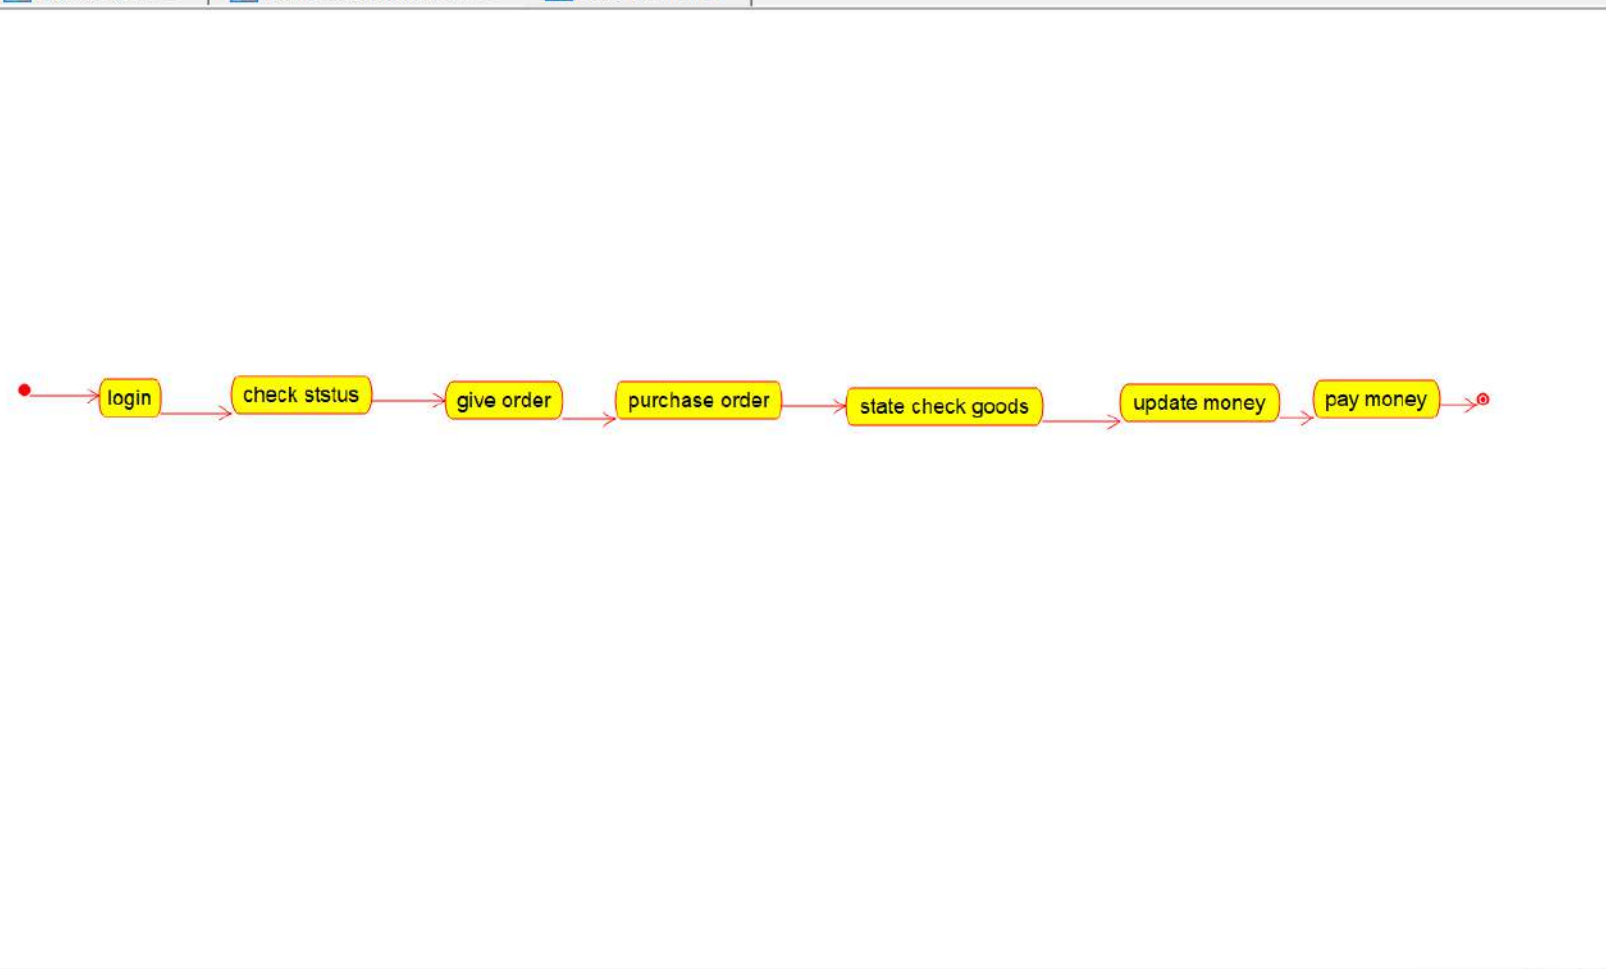 login
check ststus
give order
purchase order
state check goods
update money
pay money